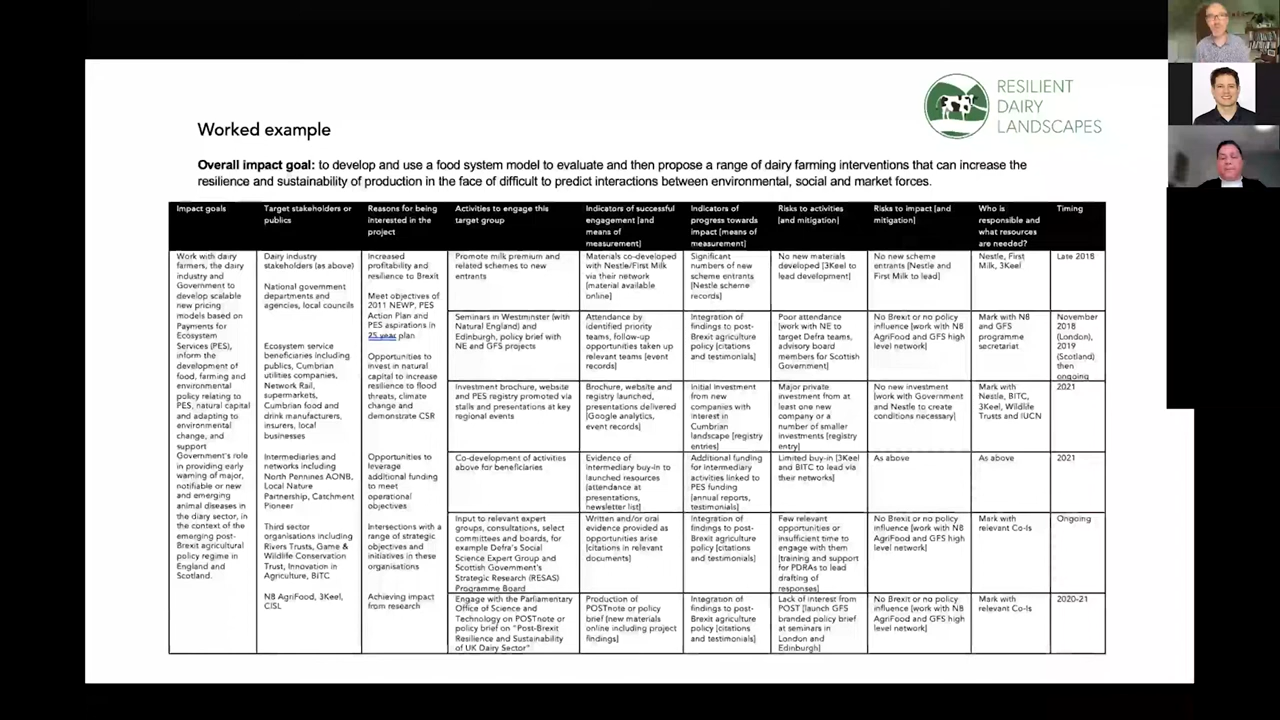 RESILIENT
DAIRY
LANDSCAPES
Worked example
Overall impact goal: to develop and use a food system model to evaluate and then propose a range of dairy farming interventions that can increase the
resilience and sustainability of production in the face of difficult to predict interactions between environmental, social and market forces.
Impact goals
Target stakeholders or
publics
Reasons for being
interested in the
project
Activities to engage this
target group
Indicators of successful
engagement [and
means of
measurement]
Indicators of
progress towards
impact [means of
measurement]
Risks to activities
[and mitigation]
Risks to impact [and
mitigation]
Who is
responsible and
what resources
are needed?
Timing
Work with dairy
farmers, the dairy
industry and
Government to
develop scalable
new pricing
models based on
Payments for
Ecosystem
Services (PES),
inform the
development of
food, farming and
environmental
policy relating to
PES, natural capital
and adapting to
environmental
change, and
support
Government's role
in providing early
warning of major,
notifiable or new
and emerging
animal diseases in
the diary sector, in
the context of the
emerging post-
Brexit agricultural
policy regime in
England and
Scotland.
Dairy industry
stakeholders (as above)
National government
departments and
agencies, local councils
Ecosystem service
beneficiaries including
publics, Cumbrian
utilities companies,
Network Rail,
supermarkets,
Cumbrian food and
drink manufacturers,
insurers, local
businesses
Intermediaries and
networks including
North Pennines AONB,
Local Nature
Partnership, Catchment
Pioneer
Third sector
organisations including
Rivers Trusts, Game &
Wildlife Conservation
Trust, Innovation in
Agriculture, BITC
N8 AgriFood, 3Keel,
CISL
Increased
profitability and
resilience to Brexit
Meet objectives of
2011 NEWP, PES
Action Plan and
PES aspirations in
25 year plan
Opportunities to
invest in natural
capital to increase
resilience to flood
threats, climate
change and
demonstrate CSR
Opportunities to
leverage
additional funding
to meet
operational
objectives
Intersections with a
range of strategic
objectives and
initiatives in these
organisations
Achieving impact
from research
Promote milk premium and
related schemes to new
entrants
Materials co-developed
with Nestle/First Milk
via their network
[material available
online]
Significant
numbers of new
scheme entrants
[Nestle scheme
records]
No new materials
developed [3Keel to
lead development]
No new scheme
entrants [Nestle and
First Milk to lead]
Nestle, First
Milk, 3Keel
Late 2018
Seminars in Westminster (with
Natural England) and
Edinburgh, policy brief with
NE and GFS projects
Attendance by
identified priority
teams, follow-up
opportunities taken up
relevant teams [event
records]
Integration of
findings to post-
Brexit agriculture
policy [citations
and testimonials]
Poor attendance
[work with NE to
target Defra teams,
advisory board
members for Scottish
Government]
No Brexit or no policy
influence [work with N8
AgriFood and GFS high
level network]
Mark with N8
and GFS
programme
secretariat
November
2018
(London),
2019
(Scotland)
then
ongoing
Investment brochure, website
and PES registry promoted via
stalls and presentations at key
regional events
Brochure, website and
registry launched,
presentations delivered
[Google analytics,
event records]
Initial investment
from new
companies with
interest in
Cumbrian
landscape [registry
entries]
Major private
investment from at
least one new
company or a
number of smaller
investments [registry
entry]
No new investment
[work with Government
and Nestle to create
conditions necessary]
Mark with
Nestle, BITC,
3Keel, Wildlife
Trusts and IUCN
2021
Co-development of activities
above for beneficiaries
Evidence of
intermediary buy-in to
launched resources
[attendance at
presentations,
newsletter list]
Additional funding
for intermediary
activities linked to
PES funding
[annual reports,
testimonials]
Limited buy-in [3Keel
and BITC to lead via
their networks]
As above
As above
2021
Input to relevant expert
groups, consultations, select
committees and boards, for
example Defra's Social
Science Expert Group and
Scottish Government's
Strategic Research (RESAS)
Programme Board
Written and/or oral
evidence provided as
opportunities arise
[citations in relevant
documents]
Integration of
findings to post-
Brexit agriculture
policy [citations
and testimonials]
Few relevant
opportunities or
insufficient time to
engage with them
[training and support
for PDRAs to lead
drafting of
responses]
No Brexit or no policy
influence [work with N8
AgriFood and GFS high
level network]
Mark with
relevant Co-Is
Ongoing
Engage with the Parliamentary
Office of Science and
Technology on POSTnote or
policy brief on "Post-Brexit
Resilience and Sustainability
of UK Dairy Sector"
Production of
POSTnote or policy
brief [new materials
online including project
findings]
Integration of
findings to post-
Brexit agriculture
policy [citations
and testimonials]
Lack of interest from
POST [launch GFS
branded policy brief
at seminars in
London and
Edinburgh]
No Brexit or no policy
influence [work with N8
AgriFood and GFS high
level network]
Mark with
relevant Co-Is
2020-21